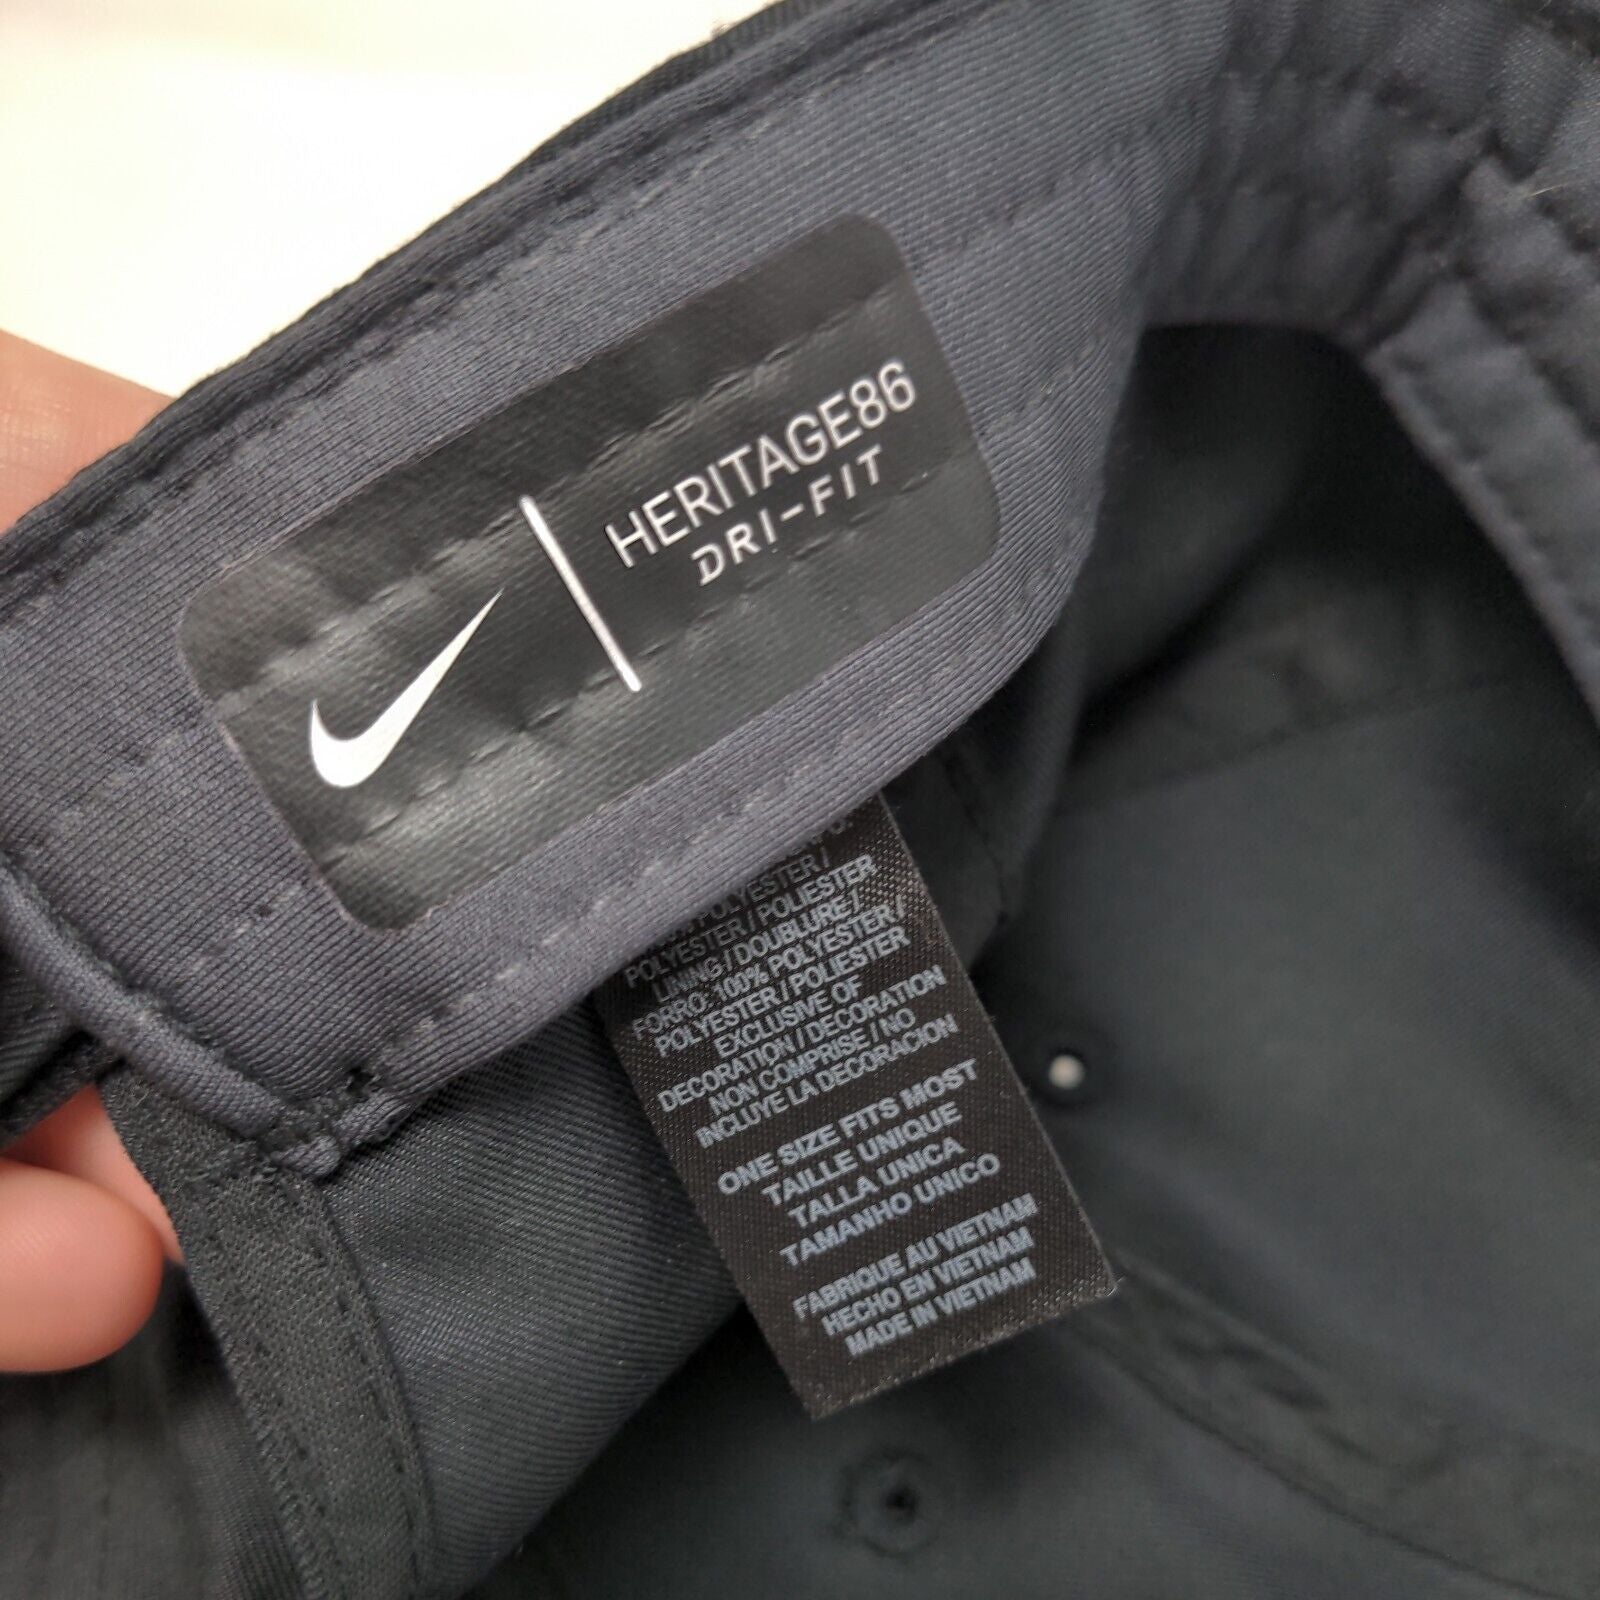 HERITAGE86
DRI-FIT
POLYESTER /
POLYESTER / POLIESTER
LINING / DOUBLURE /
FORRO: 100% POLYESTER /
POLYESTER / POLIESTER
EXCLUSIVE OF
DECORATION / DECORATION
NON COMPRISE / NO
INCLUYE LA DECORACION
ONE SIZE FITS MOST
TAILLE UNIQUE
TALLA UNICA
TAMANHO UNICO
FABRIQUE AU VIETNAM
HECHO EN VIETNAM
MADE IN VIETNAM